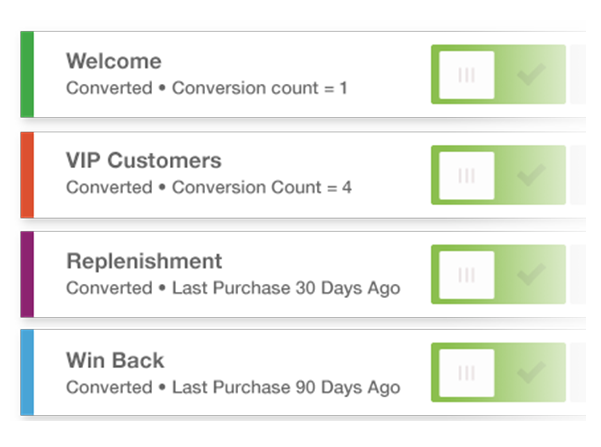 Welcome
Converted • Conversion count = 1
VIP Customers
Converted • Conversion Count = 4
Replenishment
Converted • Last Purchase 30 Days Ago
Win Back
Converted • Last Purchase 90 Days Ago